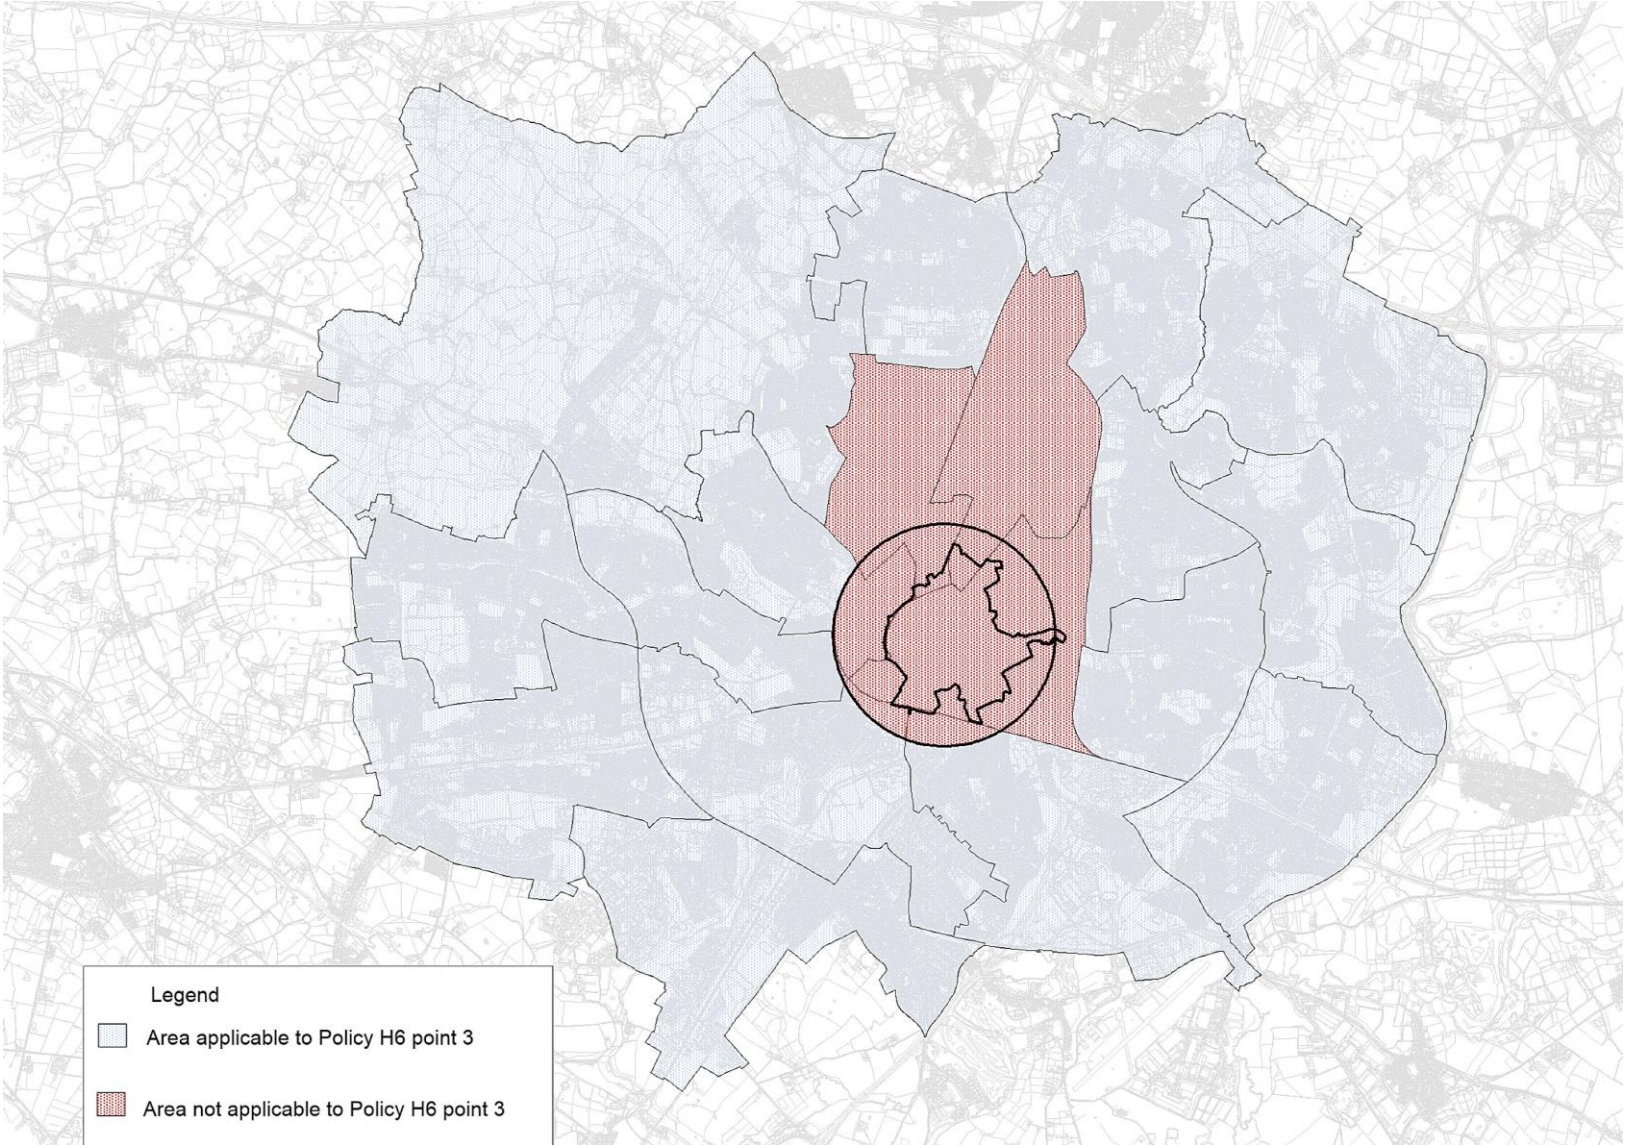 Legend
Area applicable to Policy H6 point 3
Area not applicable to Policy H6 point 3